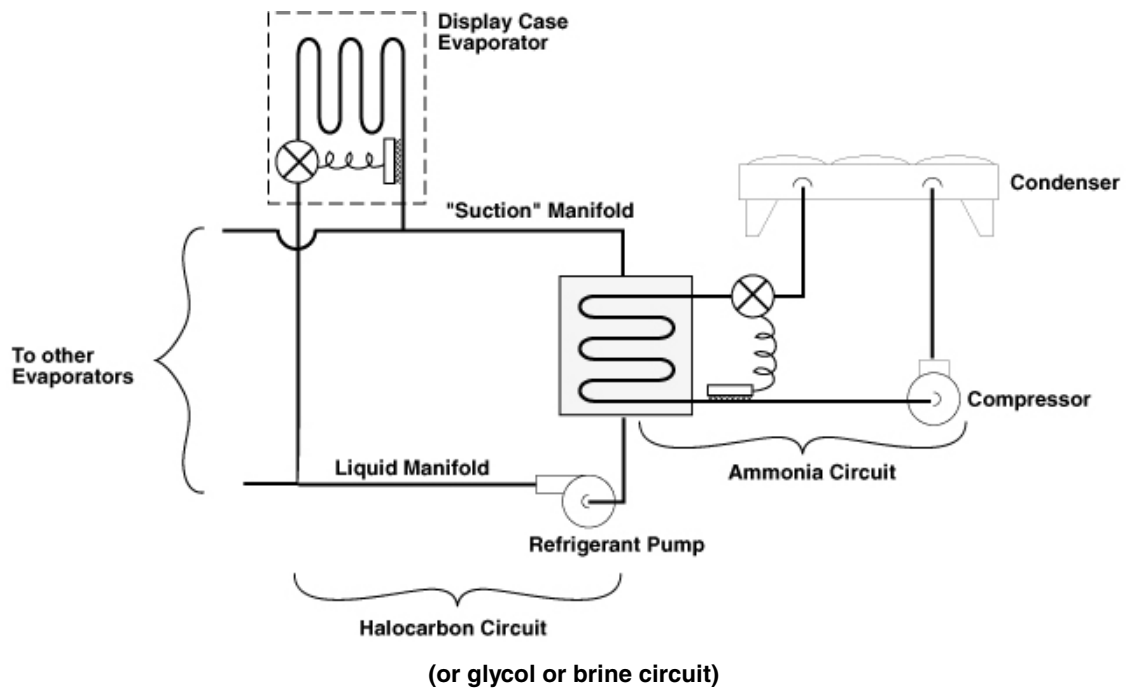 Display Case
Evaporator
"Suction" Manifold
Condenser
To other
Evaporators
Compressor
Liquid Manifold
Ammonia Circuit
Refrigerant Pump
Halocarbon Circuit
(or glycol or brine circuit)